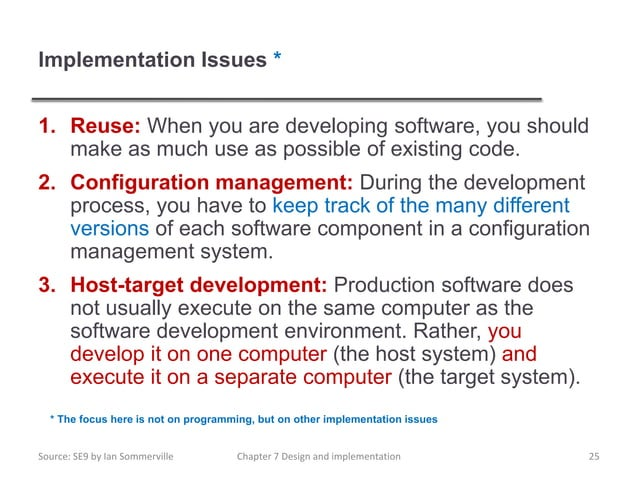 Implementation Issues *
1. Reuse: When you are developing software, you should
make as much use as possible of existing code.
2. Configuration management: During the development
process, you have to keep track of the many different
versions of each software component in a configuration
management system.
3. Host-target development: Production software does
not usually execute on the same computer as the
software development environment. Rather, you
develop it on one computer (the host system) and
execute it on a separate computer (the target system).
* The focus here is not on programming, but on other implementation issues
Source: SE9 by Ian Sommerville Chapter 7 Design and implementation 25